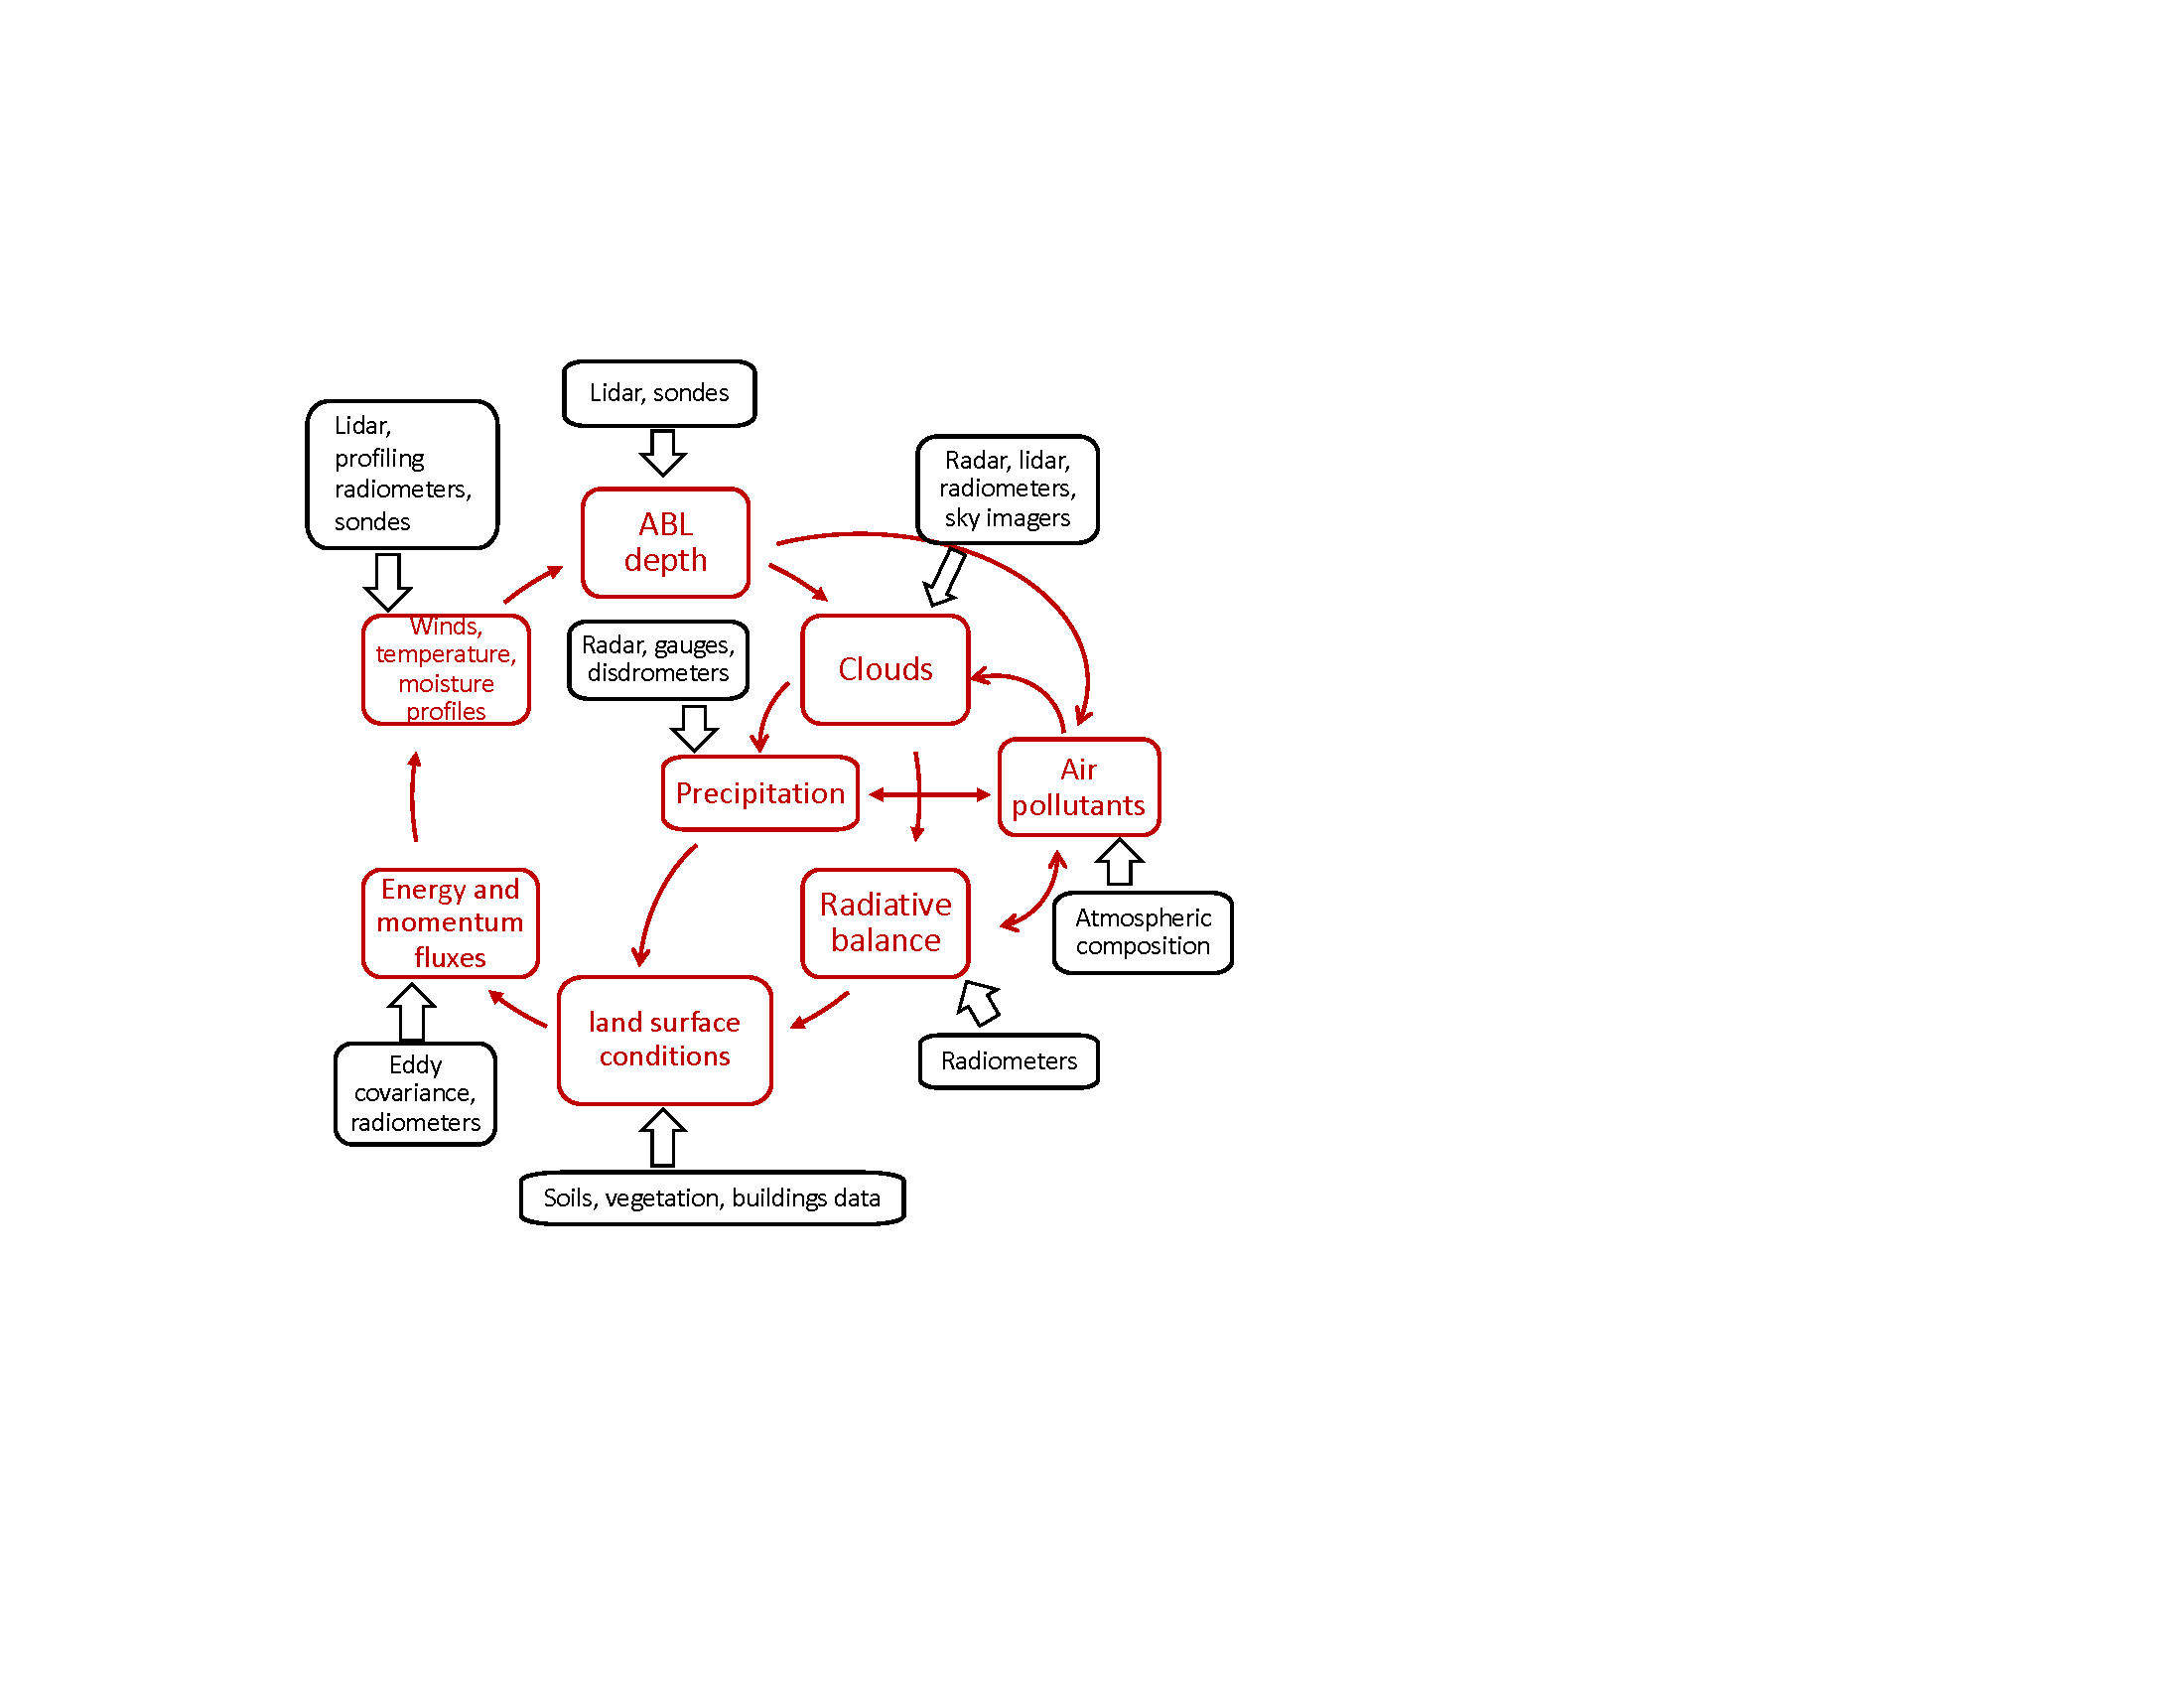 Lidar, sondes
Lidar,
profiling
radiometers,
sondes
Radar, lidar,
radiometers,
sky imagers
ABL
depth
Winds,
temperature,
moisture
profiles
Radar, gauges,
disdrometers
Clouds
Precipitation
Air
pollutants
Energy and
momentum
fluxes
Radiative
balance
Atmospheric
composition
land surface
conditions
Radiometers
Eddy
covariance,
radiometers
Soils, vegetation, buildings data